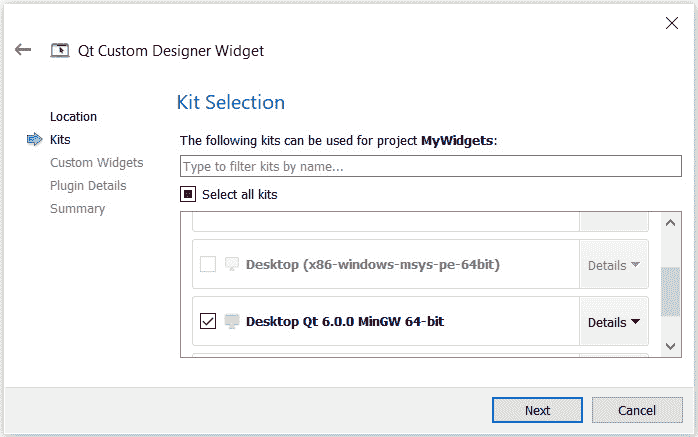 Qt Custom Designer Widget
Location
Kits
Custom Widgets
Plugin Details
Summary
Kit Selection
The following kits can be used for project MyWidgets:
Type to filter kits by name...
Select all kits
Desktop (x86-windows-msys-pe-64bit)
Details
Desktop Qt 6.0.0 MinGW 64-bit
Details
Next
Cancel